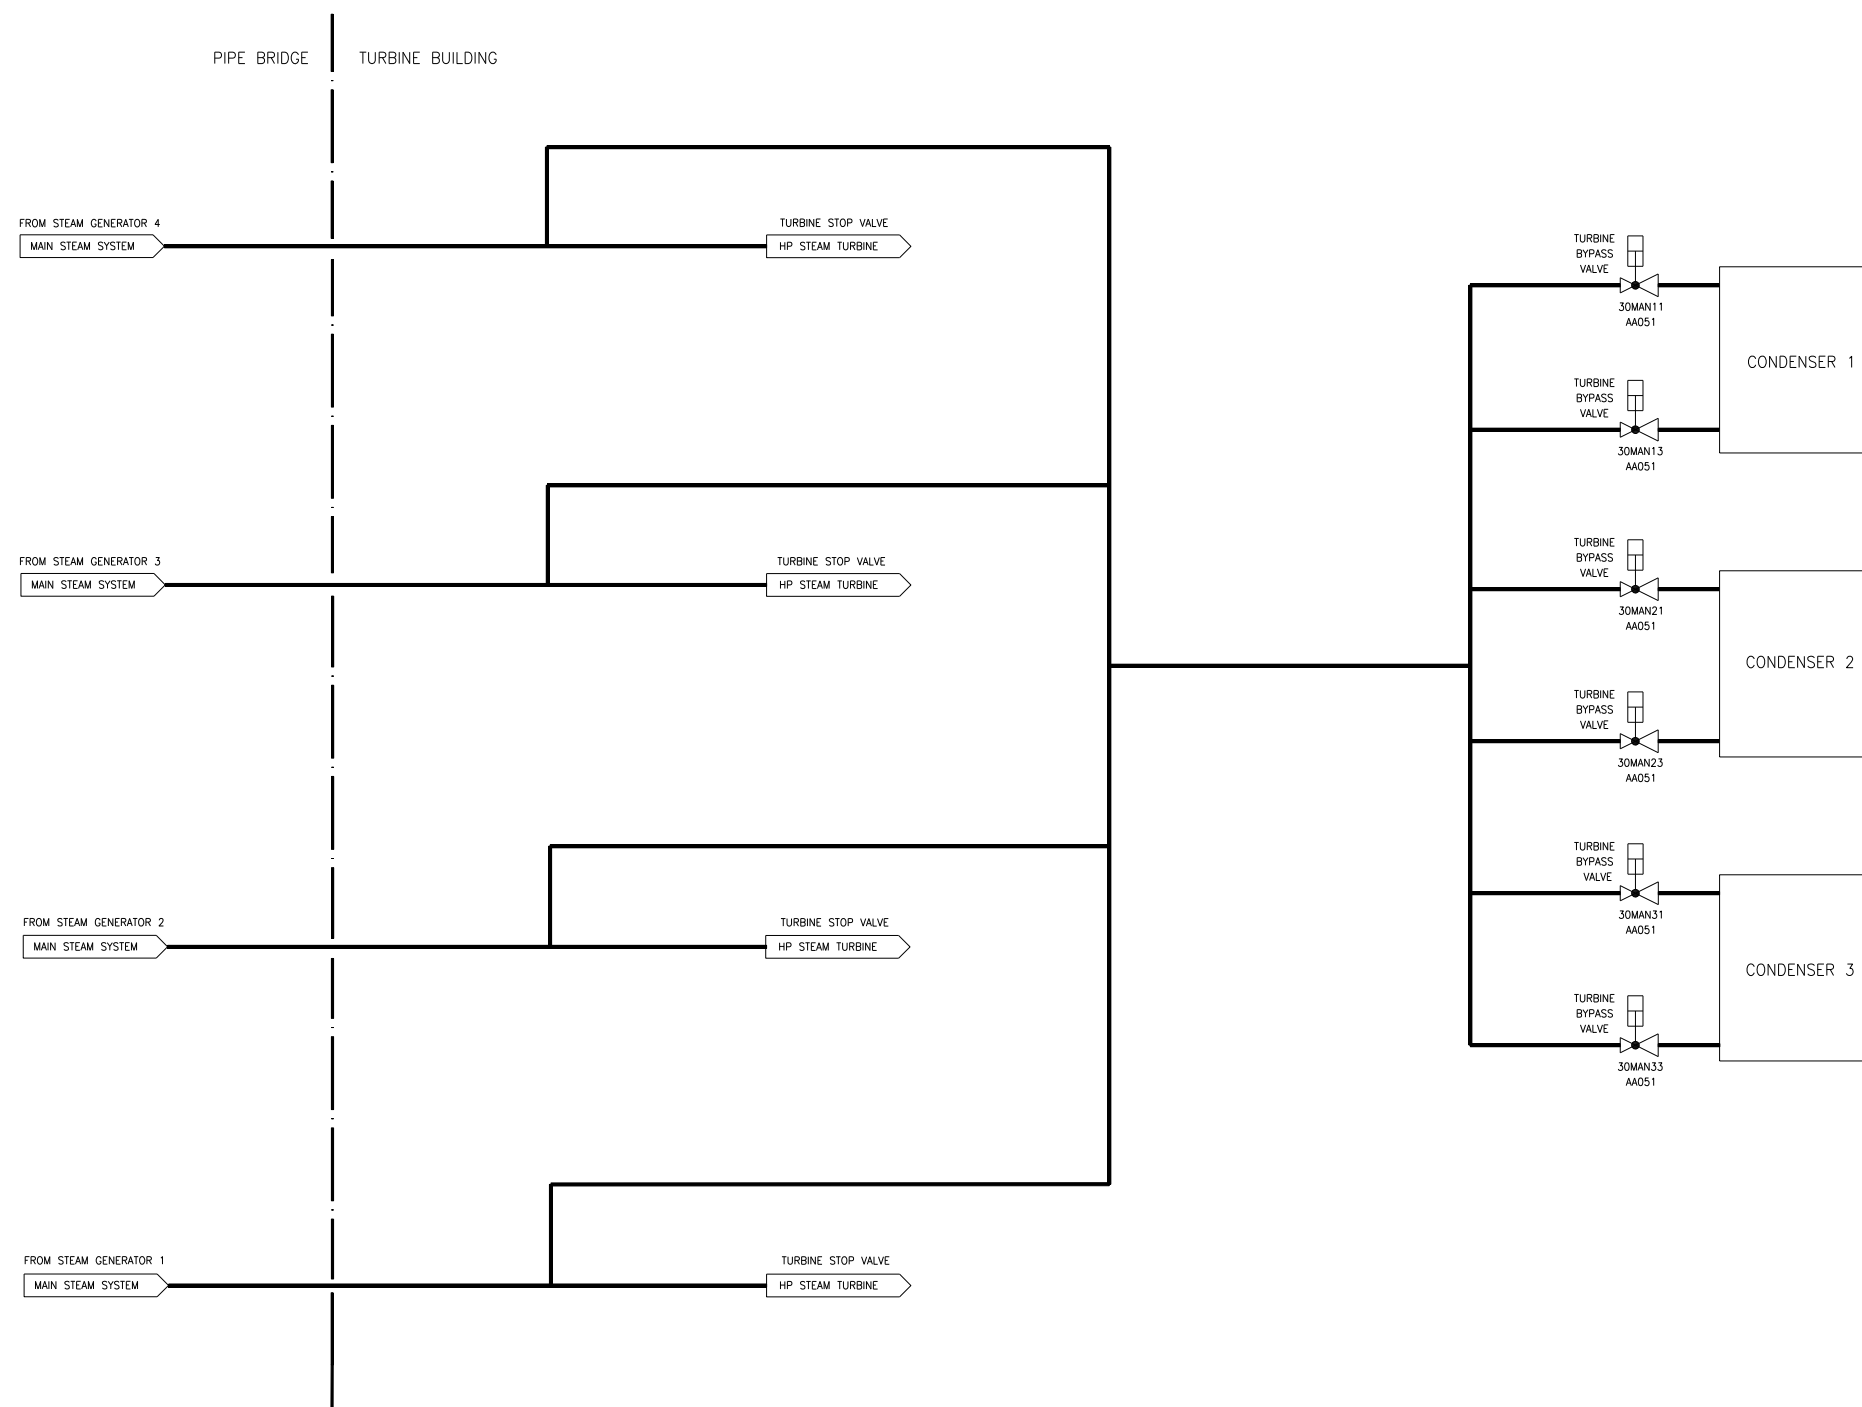 PIPE BRIDGE
TURBINE BUILDING
FROM STEAM GENERATOR 4
MAIN STEAM SYSTEM
TURBINE STOP VALVE
HP STEAM TURBINE
FROM STEAM GENERATOR 3
MAIN STEAM SYSTEM
TURBINE STOP VALVE
HP STEAM TURBINE
FROM STEAM GENERATOR 2
MAIN STEAM SYSTEM
TURBINE STOP VALVE
HP STEAM TURBINE
FROM STEAM GENERATOR 1
MAIN STEAM SYSTEM
TURBINE STOP VALVE
HP STEAM TURBINE
TURBINE
BYPASS
VALVE
30MAN11
AA051
TURBINE
BYPASS
VALVE
30MAN13
AA051
CONDENSER 1
TURBINE
BYPASS
VALVE
30MAN21
AA051
TURBINE
BYPASS
VALVE
30MAN23
AA051
CONDENSER 2
TURBINE
BYPASS
VALVE
30MAN31
AA051
TURBINE
BYPASS
VALVE
30MAN33
AA051
CONDENSER 3